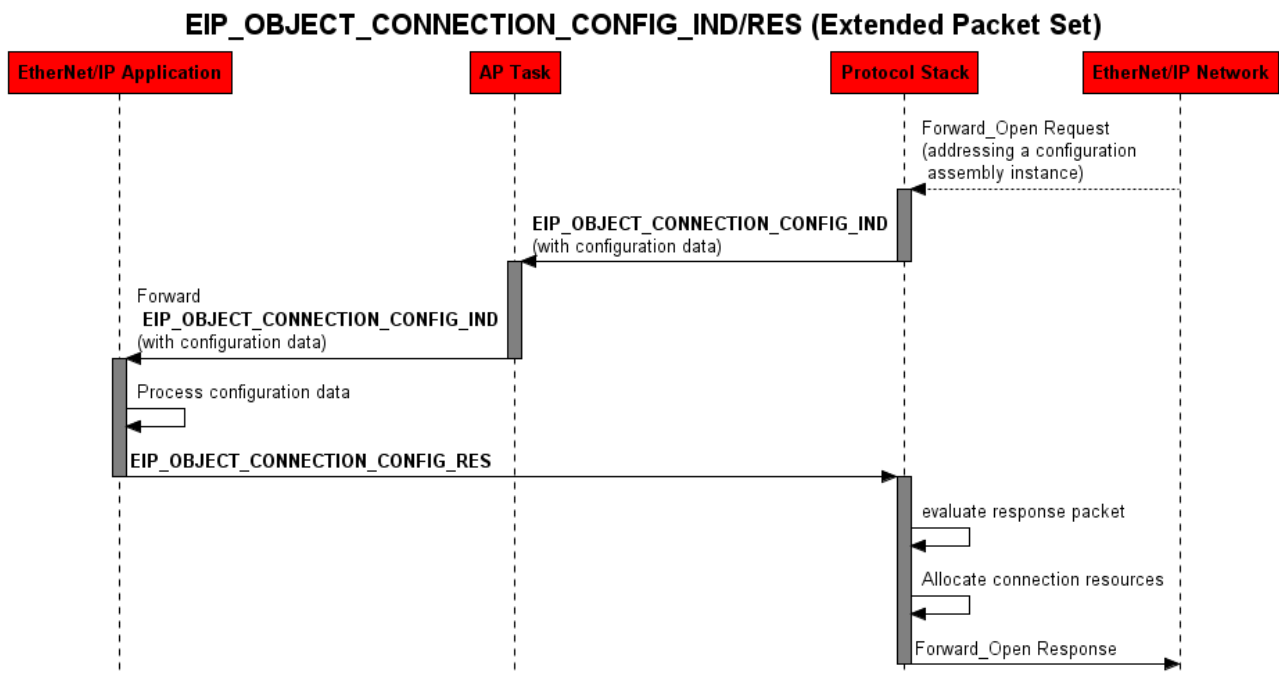 EIP_OBJECT_CONNECTION_CONFIG_IND/RES (Extended Packet Set)
EtherNet/IP Application
AP Task
Protocol Stack
EtherNet/IP Network
Forward_Open Request
(addressing a configuration
assembly instance)
EIP_OBJECT_CONNECTION_CONFIG_IND
(with configuration data)
Forward
EIP_OBJECT_CONNECTION_CONFIG_IND
(with configuration data)
Process configuration data
EIP_OBJECT_CONNECTION_CONFIG_RES
evaluate response packet
Allocate connection resources
Forward_Open Response